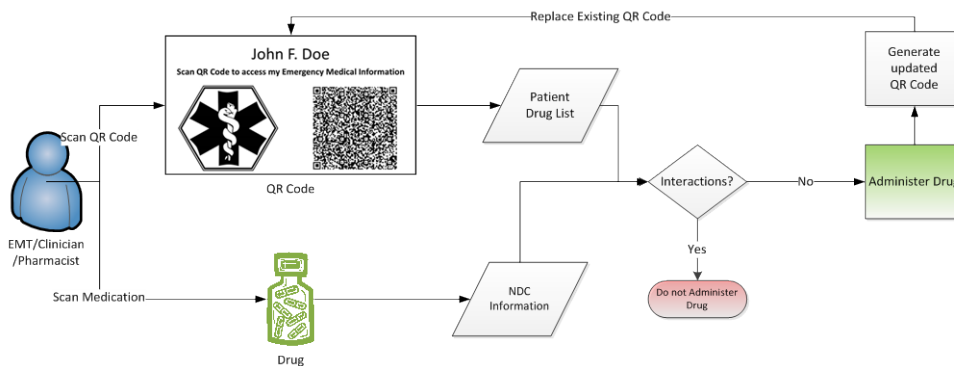 Replace Existing QR Code
John F. Doe
Scan QR Code to access my Emergency Medical Information
Generate
updated
QR Code
Patient
Drug List
Scan QR Code
QR Code
Interactions?
No
Administer Drug
EMT/Clinician
/Pharmacist
Yes
Scan Medication
NDC
Information
Do not Administer
Drug
Drug